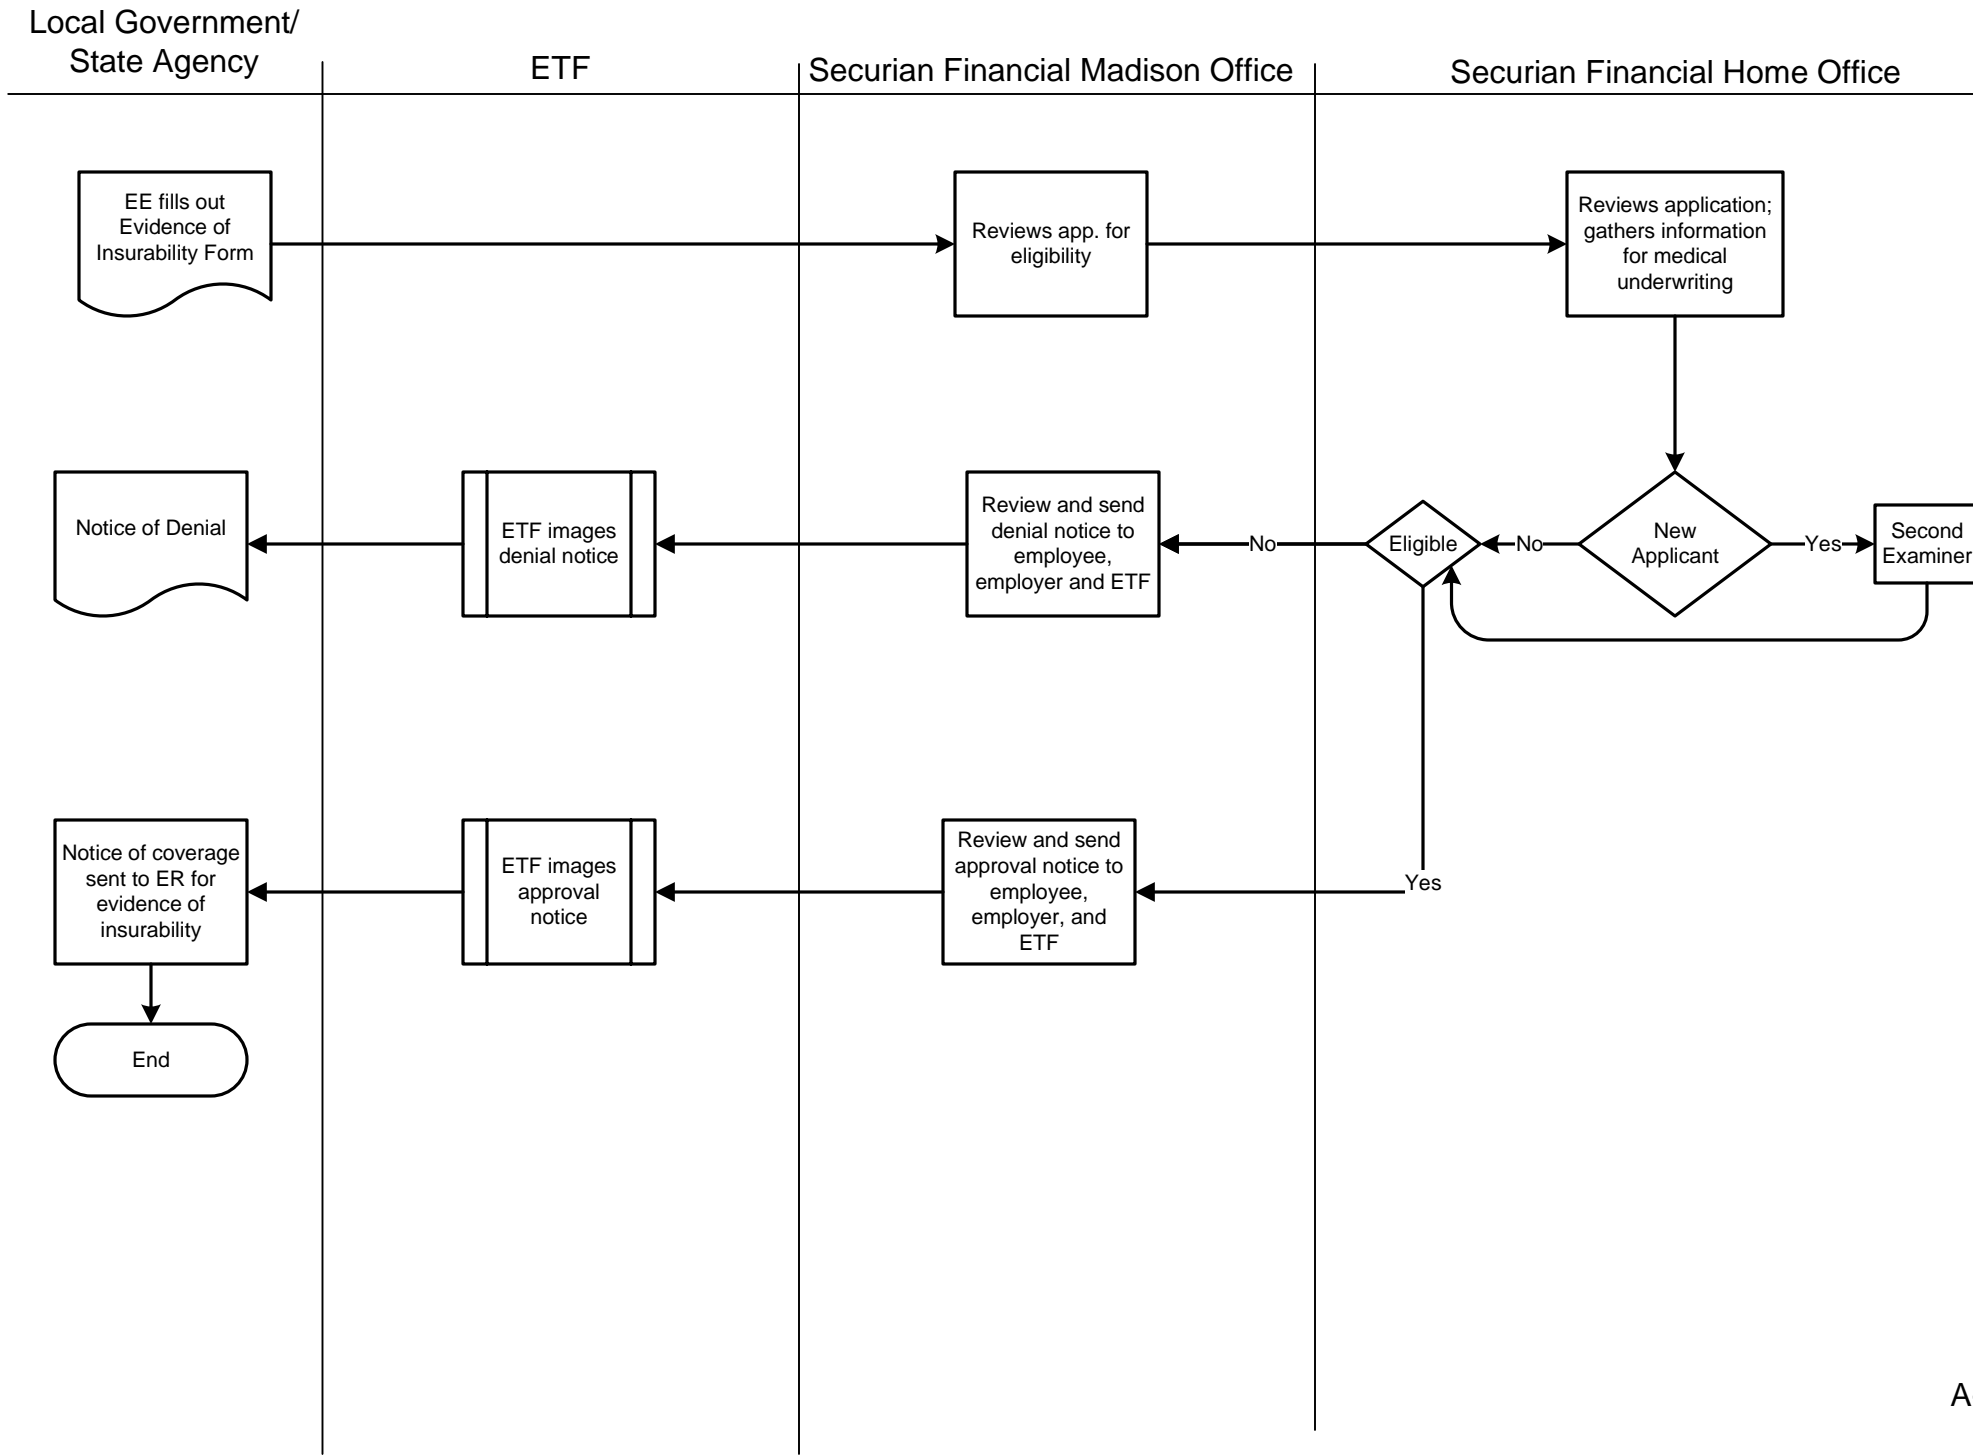 Local Government/
State Agency
ETF
Securian Financial Madison Office
Securian Financial Home Office
EE fills out
Evidence of
Insurability Form
Reviews app. for
eligibility
Reviews application;
gathers information
for medical
underwriting
Notice of Denial
ETF images
denial notice
Review and send
denial notice to
employee,
employer and ETF
No
Eligible
No
New
Applicant
Yes
Second
Examiner
Notice of coverage
sent to ER for
evidence of
insurability
ETF images
approval
notice
Review and send
approval notice to
employee,
employer, and
ETF
Yes
End
A